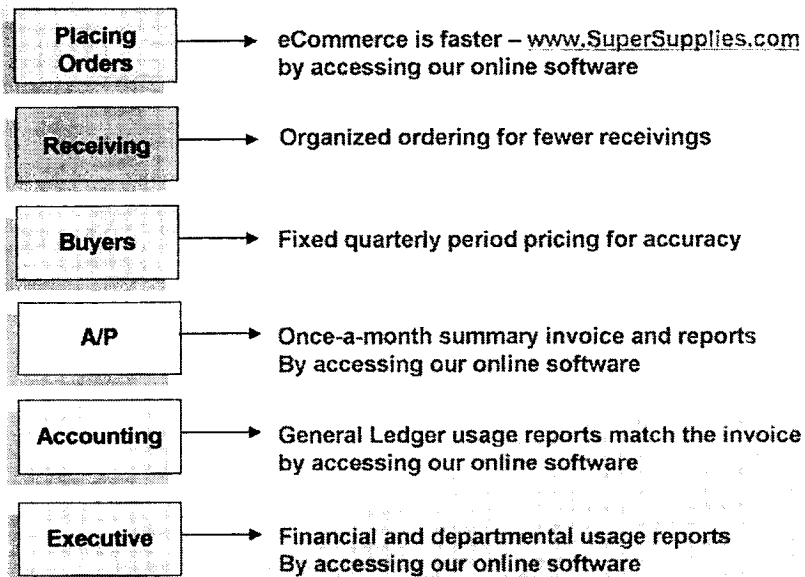 Placing
Orders
eCommerce is faster – www.SuperSupplies.com
by accessing our online software
Receiving
Organized ordering for fewer receivings
Buyers
Fixed quarterly period pricing for accuracy
A/P
Once-a-month summary invoice and reports
By accessing our online software
Accounting
General Ledger usage reports match the invoice
by accessing our online software
Executive
Financial and departmental usage reports
By accessing our online software